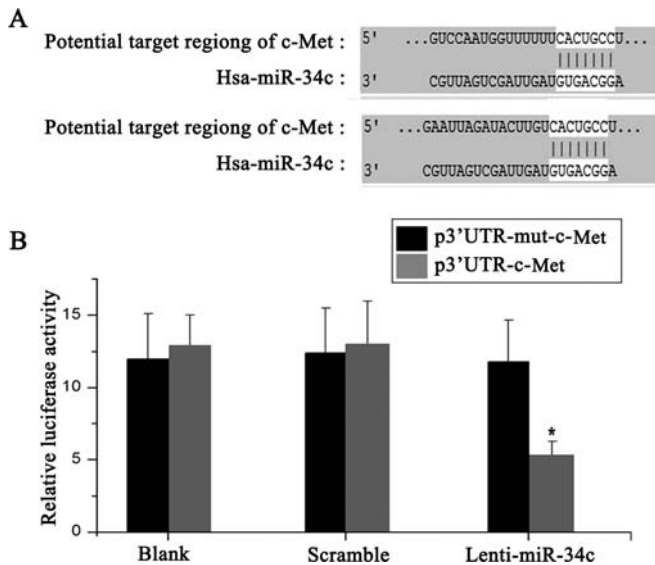 A
Potential target regiong of c-Met : 5' ...GUCCAAUGGUUUUUCACUGCCU...
|||||||
Hsa-miR-34c : 3' CGUUAGUCGAUUGAUGUGACGGA
Potential target regiong of c-Met : 5' ...GAAUUAGAUACUUGUCACUGCCU...
|||||||
Hsa-miR-34c : 3' CGUUAGUCGAUUGAUGUGACGGA
B
p3'UTR-mut-c-Met
p3'UTR-c-Met
Relative luciferase activity
15
10
5
0
*
Blank Scramble Lenti-miR-34c